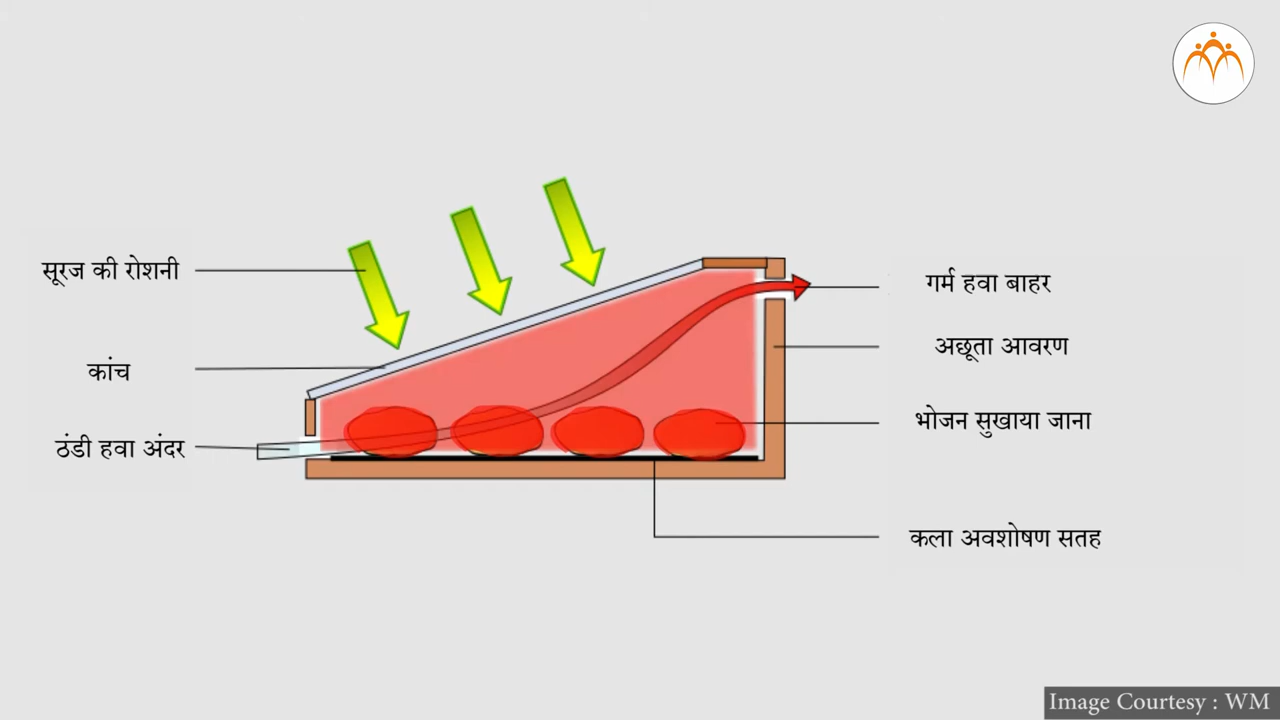 सूरज की रोशनी
कांच
ठंडी हवा अंदर
गर्म हवा बाहर
अछूता आवरण
भोजन सुखाया जाना
कला अवशोषण सतह
Image Courtesy : WM